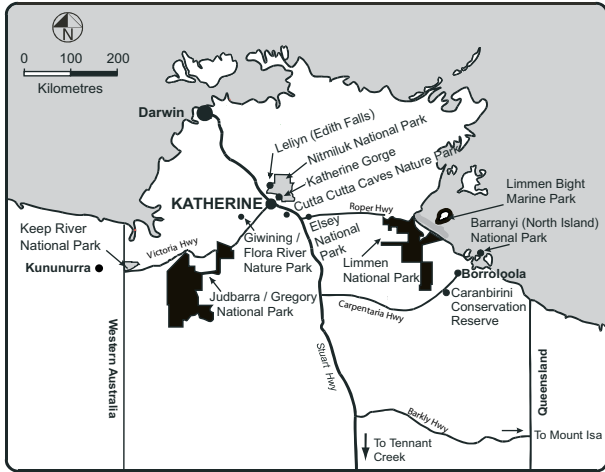 N
0 100 200
Kilometres
Darwin
Leliyn (Edith Falls)
Nitmiluk National Park
Katherine Gorge
Cutta Cutta Caves Nature Park
KATHERINE
Roper Hwy
Limmen Bight
Marine Park
Barranyi (North Island)
National Park
Keep River
National Park
Kununurra
Victoria Hwy
Giwining /
Flora River
Nature Park
Elsey
National
Park
Limmen
National Park
Borroloola
Judbarra / Gregory
National Park
Carpentaria Hwy
Caranbirini
Conservation
Reserve
Western Australia
Stuart Hwy
Queensland
Barkly Hwy
To Mount Isa
To Tennant
Creek